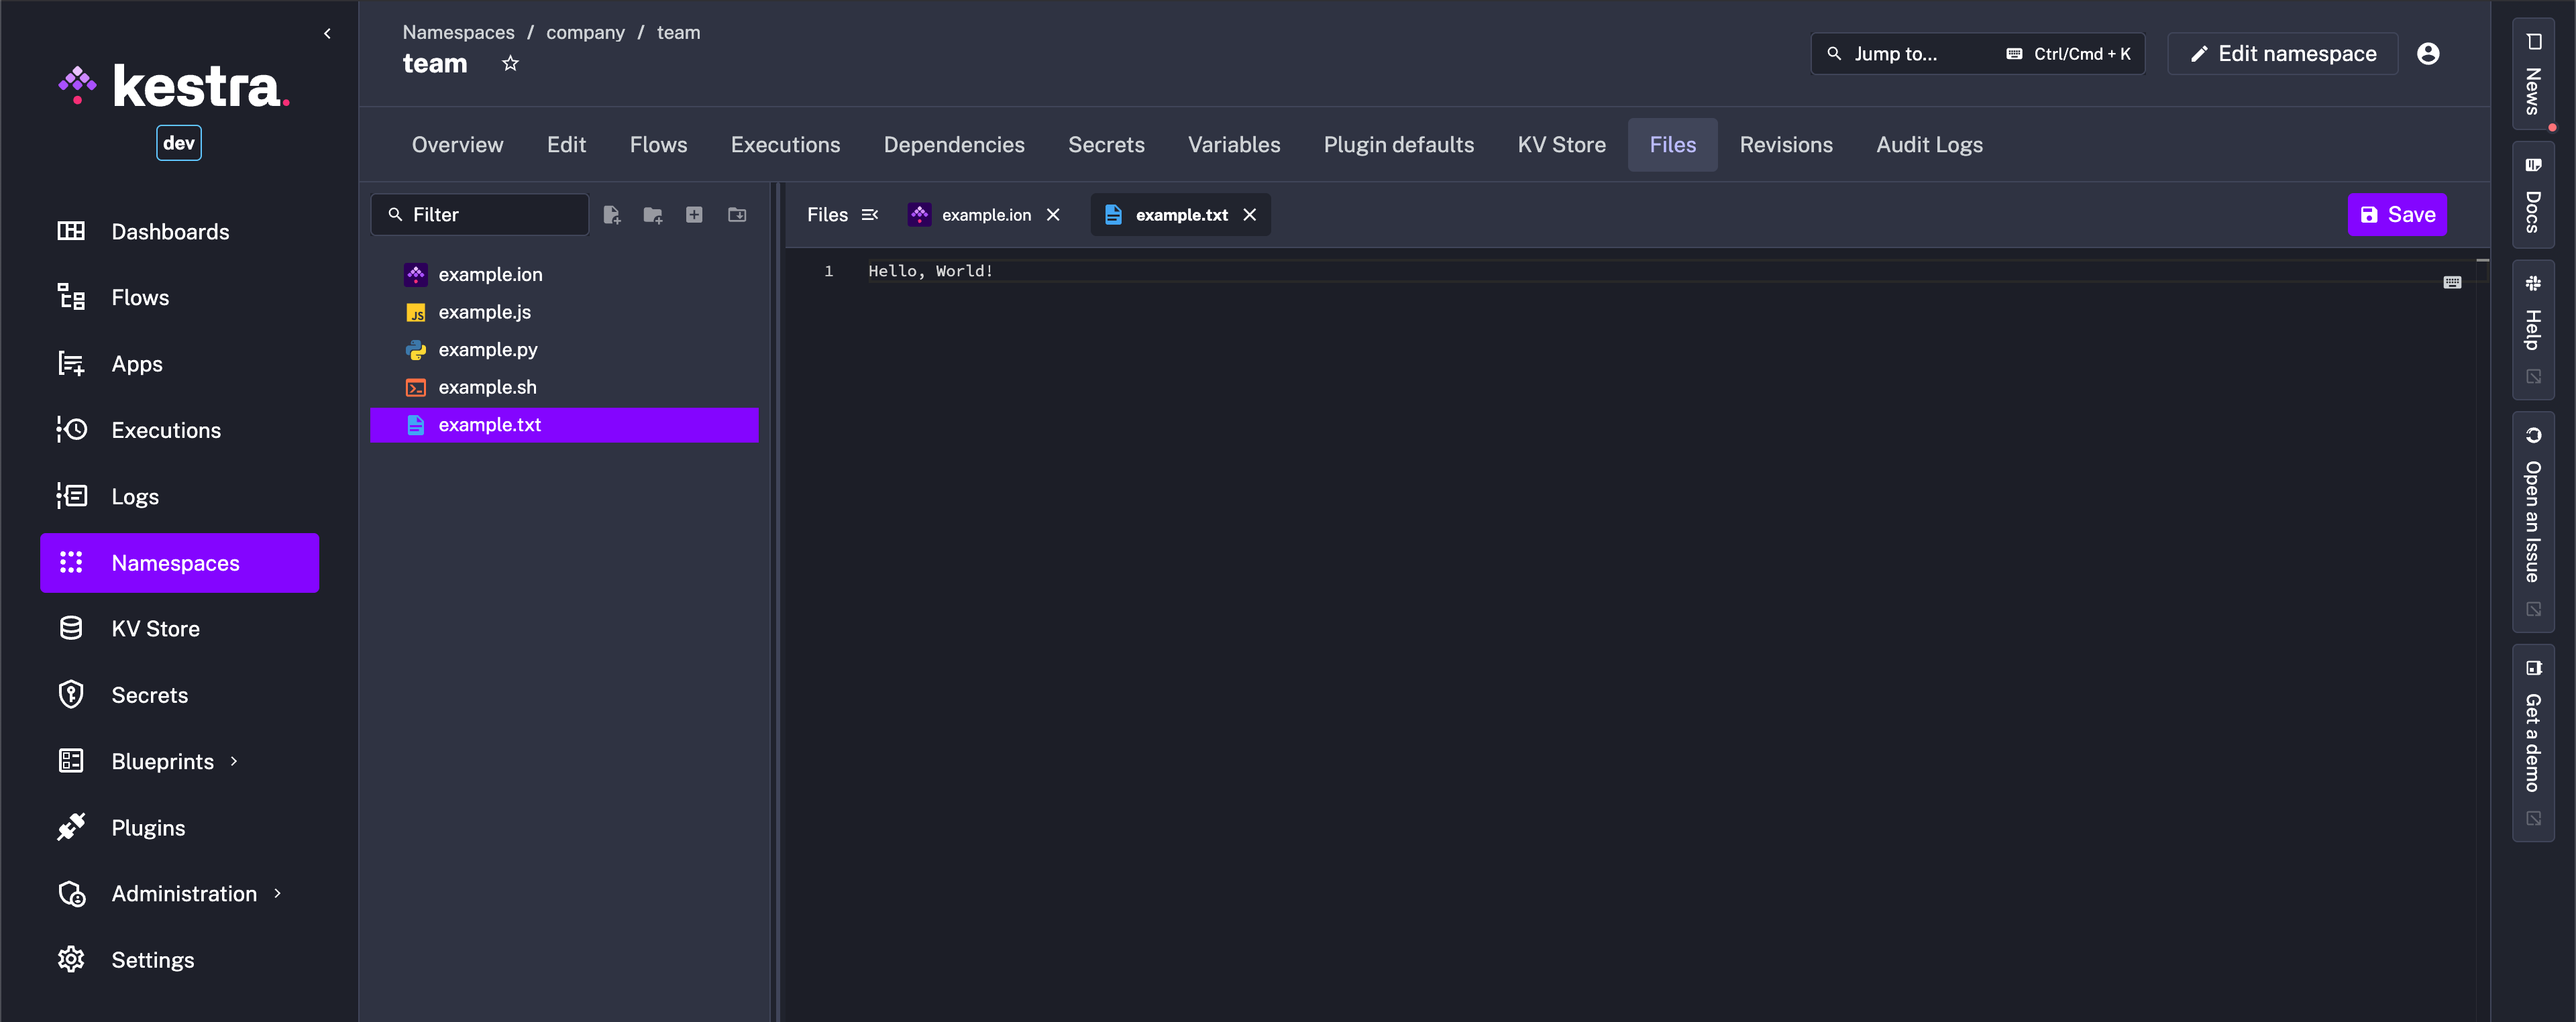 kestra.
dev
Dashboards
Flows
Apps
Executions
Logs
Namespaces
KV Store
Secrets
Blueprints
Plugins
Administration
Settings
Namespaces / company / team
team
Jump to... Ctrl/Cmd + K
Edit namespace
Overview Edit Flows Executions Dependencies Secrets Variables Plugin defaults KV Store Files Revisions Audit Logs
Filter
example.ion
JS example.js
example.py
example.sh
example.txt
Files example.ion example.txt
Save
1 Hello, World!
News
Docs
Help
Open an Issue
Get a demo